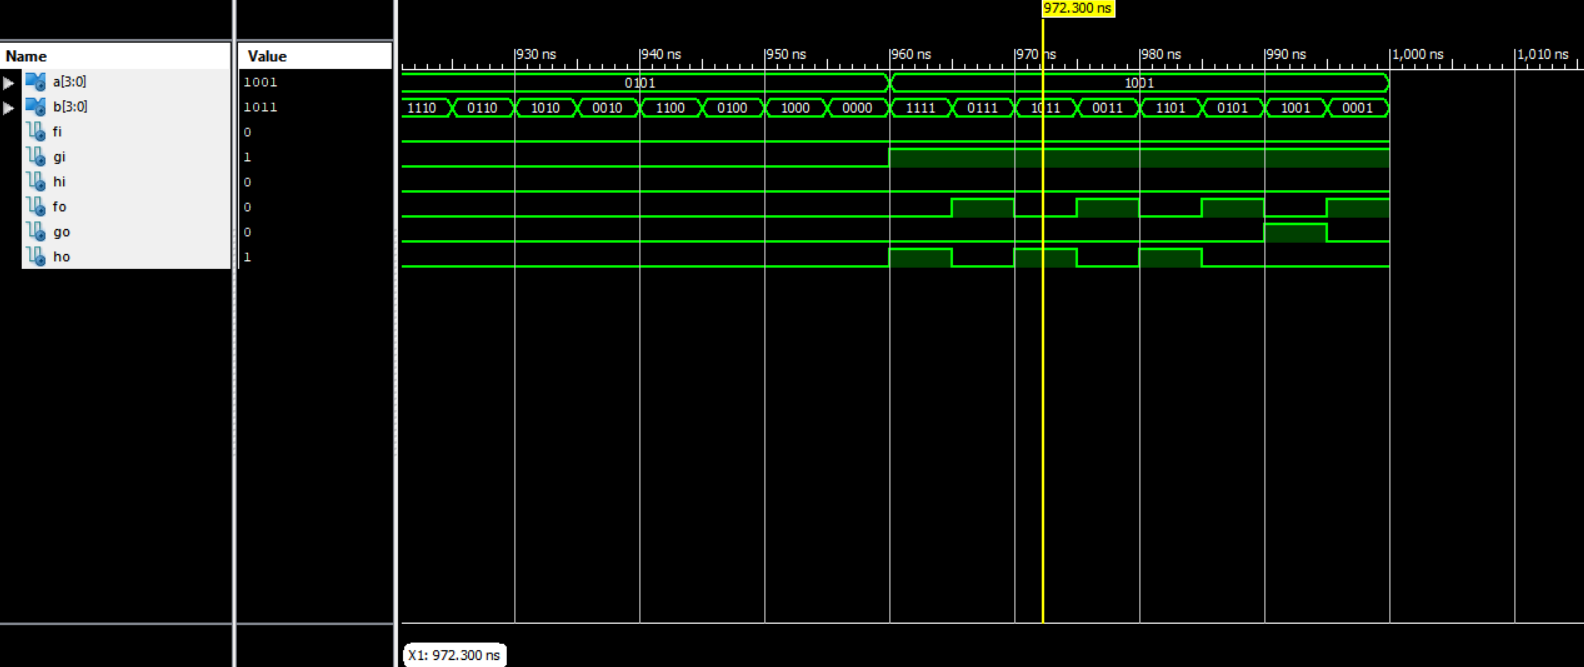 972.300 ns
Name Value 930 ns 940 ns 950 ns 960 ns 970 ns 980 ns 990 ns 1,000 ns 1,010 ns
a[3:0] 1001 0101 1001
b[3:0] 1011 1110 0110 1010 0010 1100 0100 1000 0000 1111 0111 1011 0011 1101 0101 1001 0001
fi 0
gi 1
hi 0
fo 0
go 0
ho 1
X1: 972.300 ns